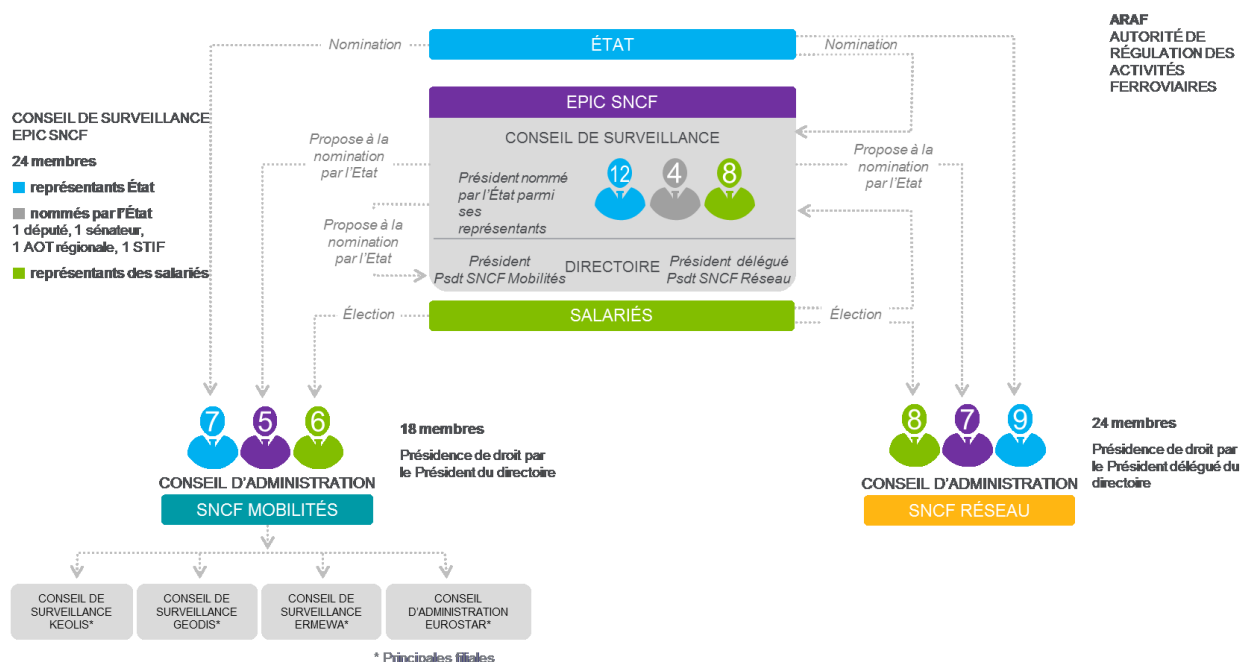 ARAF
AUTORITÉ DE
RÉGULATION DES
ACTIVITÉS
FERROVIAIRES
Nomination
ÉTAT
Nomination
CONSEIL DE SURVEILLANCE
EPIC SNCF
24 membres
représentants État
nommés par l'État
1 député, 1 sénateur,
1 AOT régionale, 1 STIF
représentants des salariés
EPIC SNCF
CONSEIL DE SURVEILLANCE
Président nommé
par l'État parmi
ses
représentants
12 4 8
Président
Psdt SNCF Mobilités
DIRECTOIRE
Président délégué
Psdt SNCF Réseau
Propose à la
nomination
par l'Etat
Propose à la
nomination
par l'Etat
Propose à la
nomination
par l'Etat
Élection
SALARIÉS
Élection
7 5 6
CONSEIL D'ADMINISTRATION
SNCF MOBILITÉS
18 membres
Présidence de droit par
le Président du directoire
8 7 9
CONSEIL D'ADMINISTRATION
SNCF RÉSEAU
24 membres
Présidence de droit par
le Président délégué du
directoire
CONSEIL DE
SURVEILLANCE
KEOLIS*
CONSEIL DE
SURVEILLANCE
GEODIS*
CONSEIL DE
SURVEILLANCE
ERMEWA*
CONSEIL
D'ADMINISTRATION
EUROSTAR*
* Principales filiales